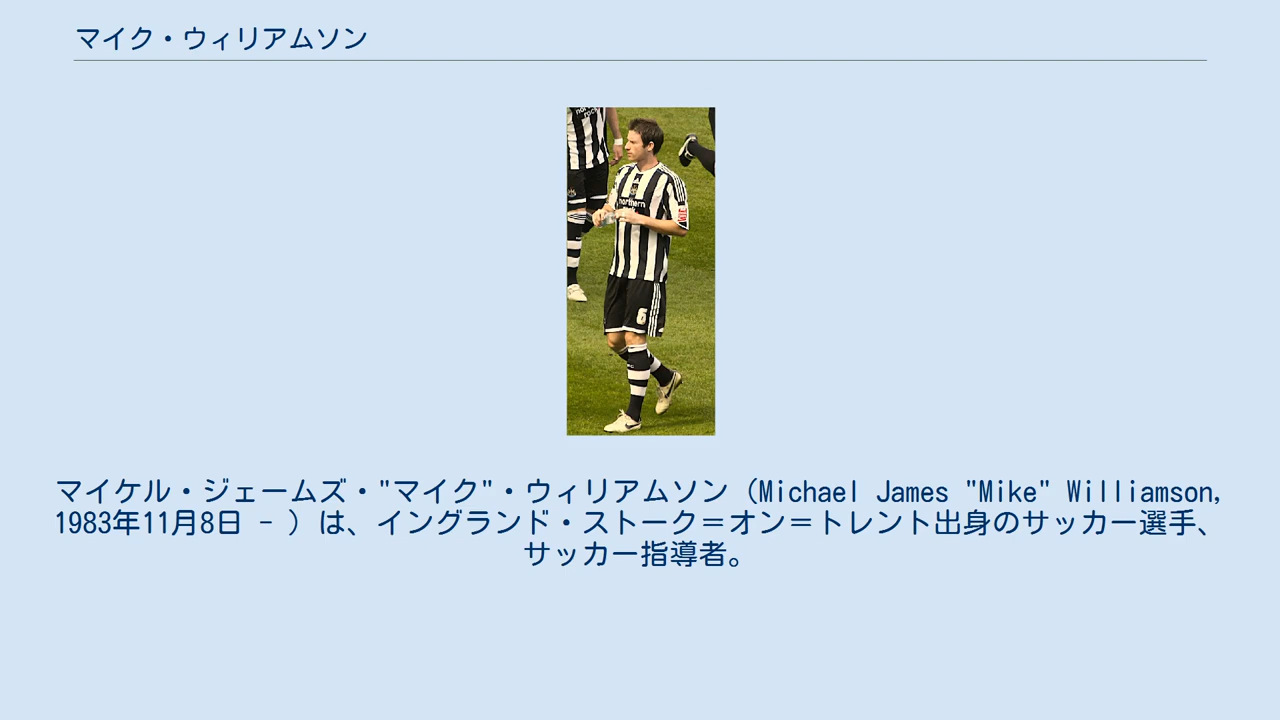 マイク・ウィリアムソン
northern
6
マイケル・ジェームズ・"マイク"・ウィリアムソン（Michael James "Mike" Williamson,
1983年11月8日 - ）は、イングランド・ストーク＝オン＝トレント出身のサッカー選手、
サッカー指導者。